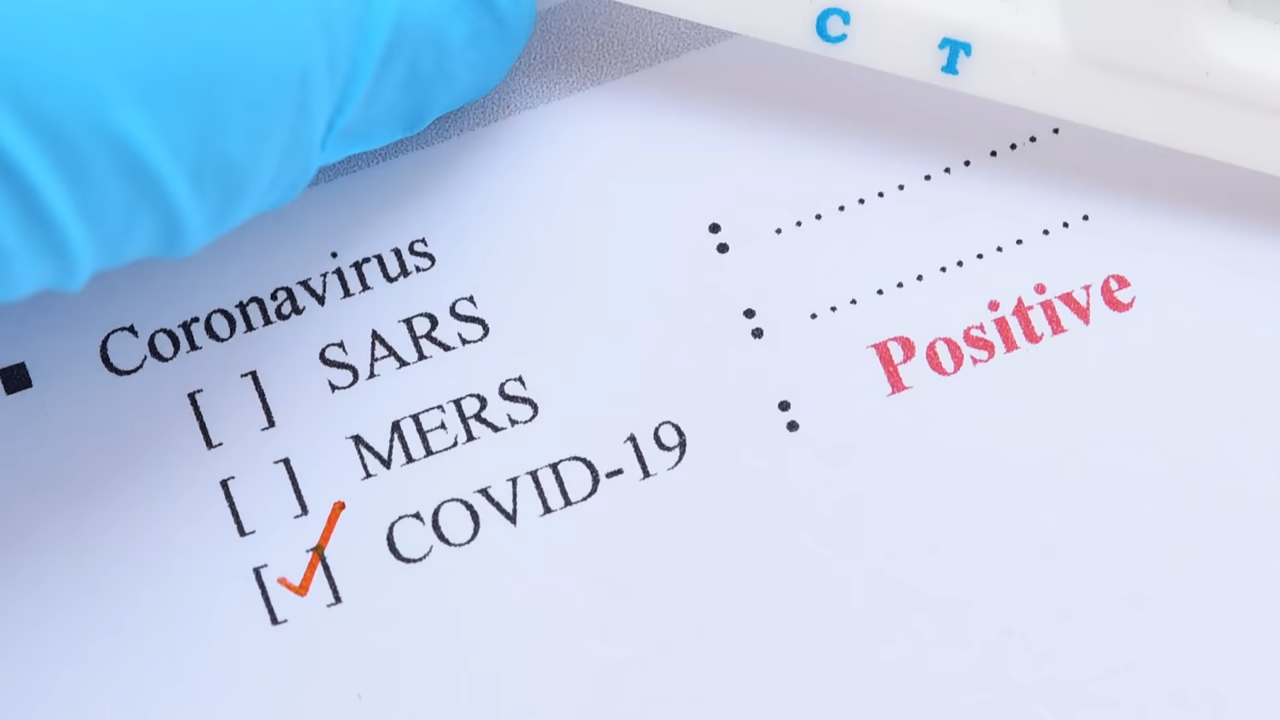 C T
▪ Coronavirus
[ ] SARS : ..............
[ ] MERS : ..............
[✓] COVID-19 : Positive